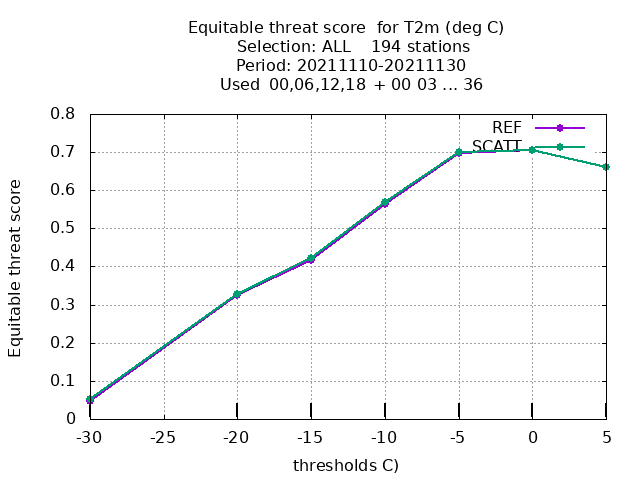 Equitable threat score for T2m (deg C)
Selection: ALL 194 stations
Period: 20211110-20211130
Used 00,06,12,18 + 00 03 ... 36
Equitable threat score
0.8
0.7
0.6
0.5
0.4
0.3
0.2
0.1
0
REF
SCATT
-30 -25 -20 -15 -10 -5 0 5
thresholds C)